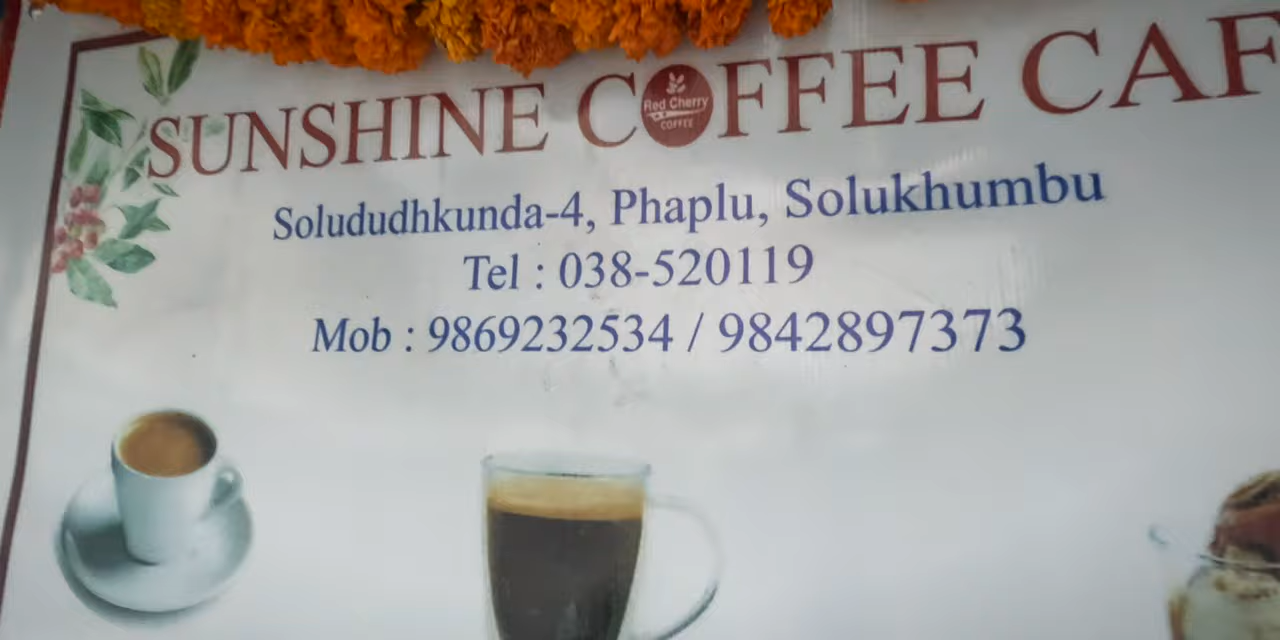 SUNSHINE COFFEE CAF
Red Cherry
COFFEE
Solududhkunda-4, Phaplu, Solukhumbu
Tel : 038-520119
Mob : 9869232534 / 9842897373